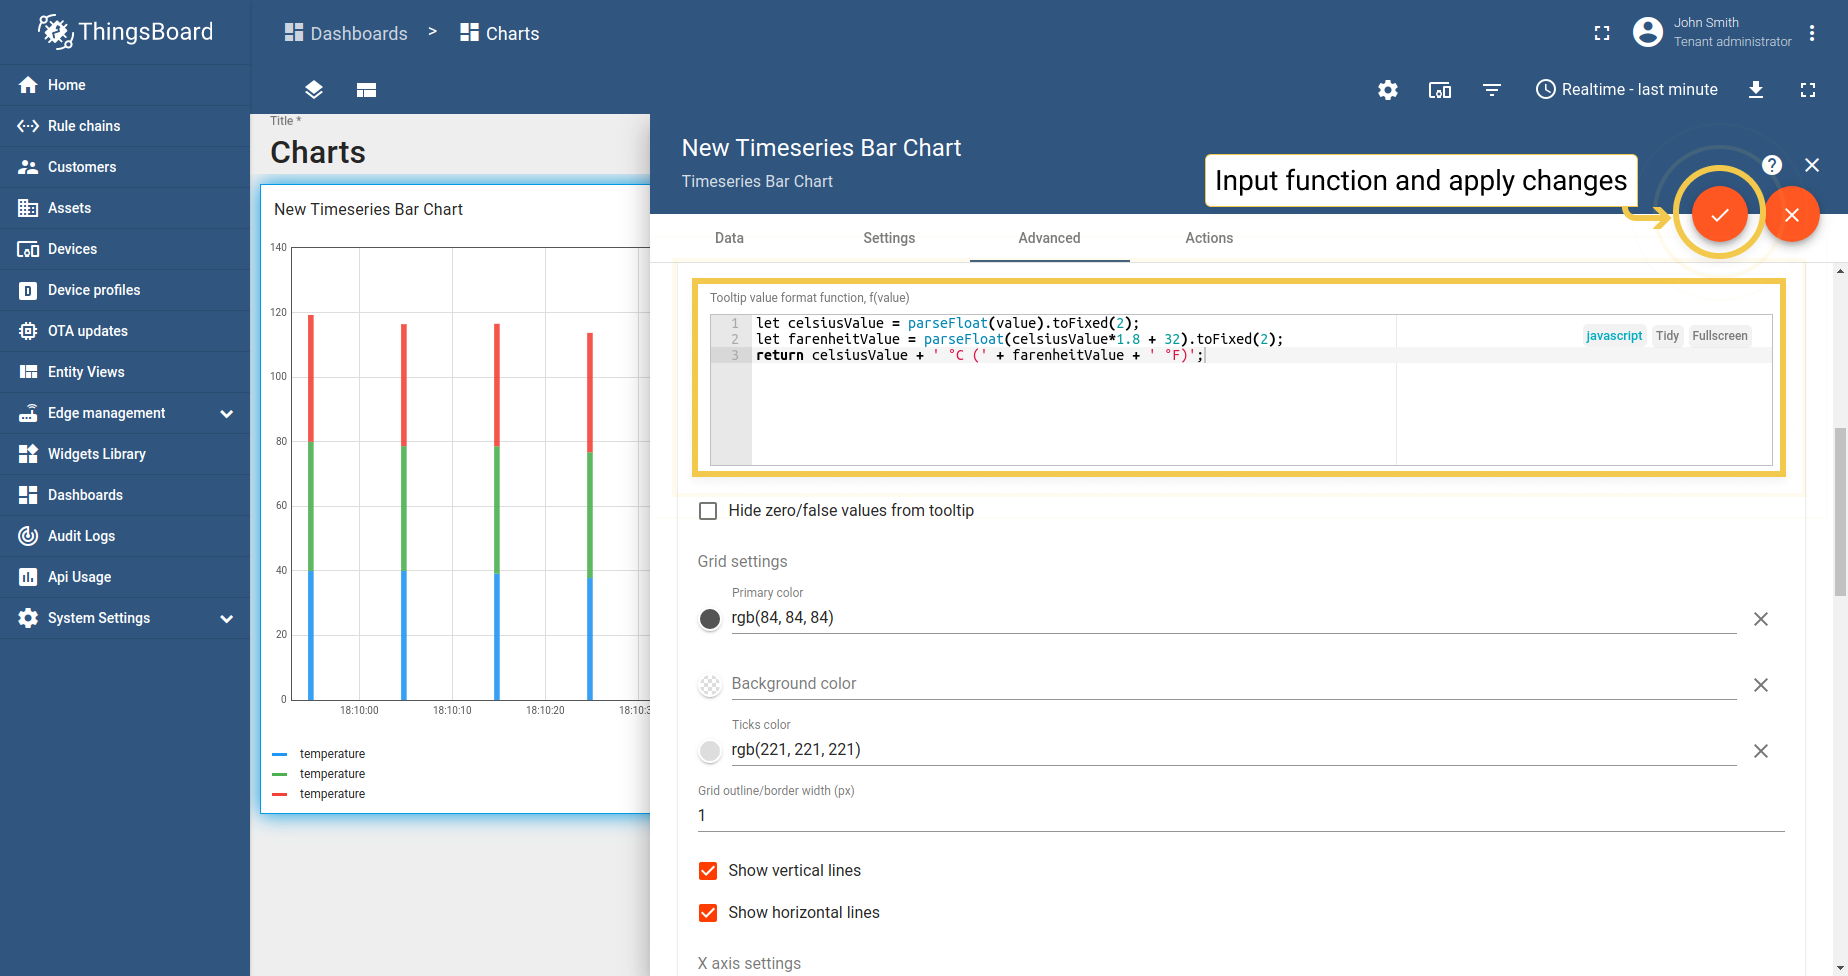 ThingsBoard
Dashboards > Charts
John Smith
Tenant administrator
Home
Rule chains
Customers
Assets
Devices
Device profiles
OTA updates
Entity Views
Edge management
Widgets Library
Dashboards
Audit Logs
Api Usage
System Settings
Realtime - last minute
Title *
Charts
New Timeseries Bar Chart
140
120
100
80
60
40
20
0
18:10:00 18:10:10 18:10:20 18:10:3
temperature
temperature
temperature
New Timeseries Bar Chart
Timeseries Bar Chart
Input function and apply changes
?
Data Settings Advanced Actions
Tooltip value format function, f(value)
1 let celsiusValue = parseFloat(value).toFixed(2);
2 let farenheitValue = parseFloat(celsiusValue*1.8 + 32).toFixed(2);
3 return celsiusValue + ' °C (' + farenheitValue + ' °F)';
javascript Tidy Fullscreen
Hide zero/false values from tooltip
Grid settings
Primary color
rgb(84, 84, 84)
Background color
Ticks color
rgb(221, 221, 221)
Grid outline/border width (px)
1
Show vertical lines
Show horizontal lines
X axis settings